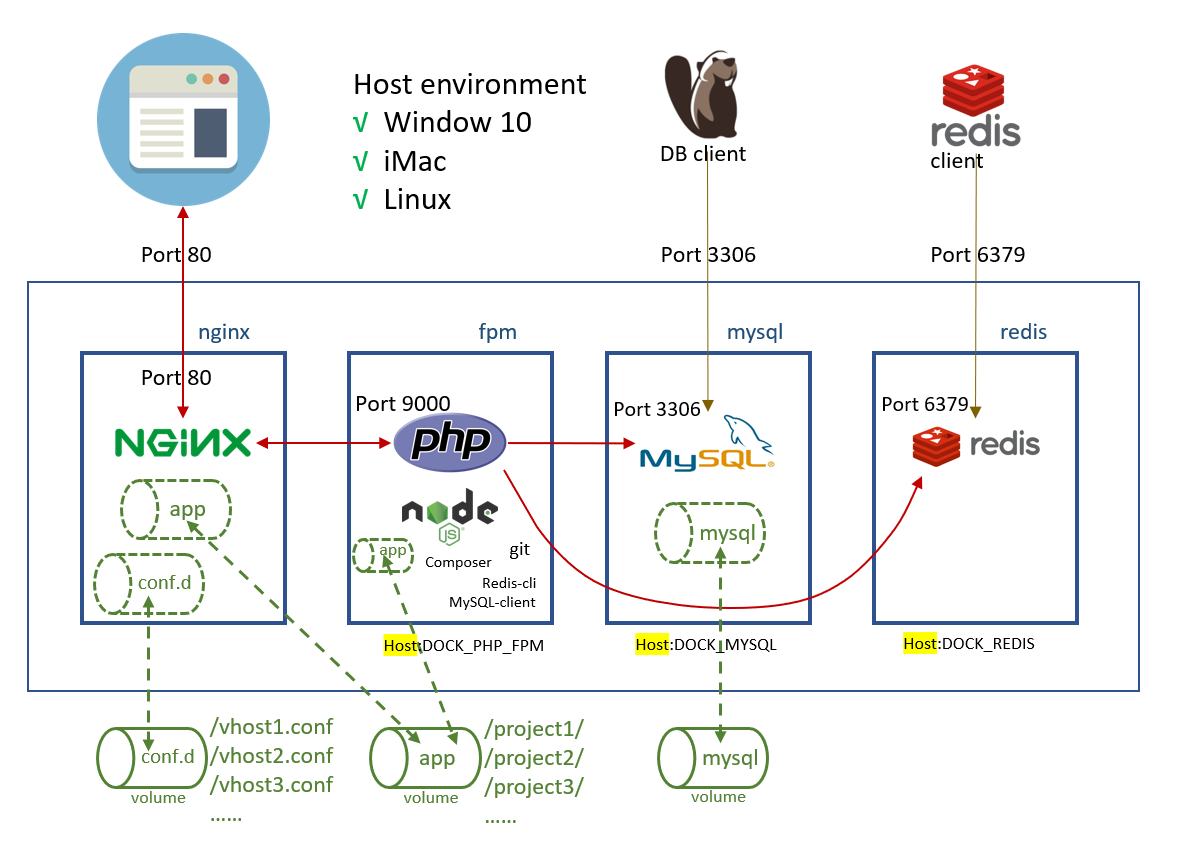 Host environment
√ Window 10
√ iMac
√ Linux
DB client
redis
client
Port 80
Port 3306
Port 6379
nginx
fpm
mysql
redis
Port 80
Port 9000
Port 3306
Port 6379
NGINX
php
MySQL®
redis
app
node
JS
mysql
app
git
Composer
conf.d
Redis-cli
MySQL-client
Host:DOCK_PHP_FPM
Host:DOCK_MYSQL
Host:DOCK_REDIS
conf.d
volume
/vhost1.conf
/vhost2.conf
/vhost3.conf
......
app
volume
/project1/
/project2/
/project3/
......
mysql
volume